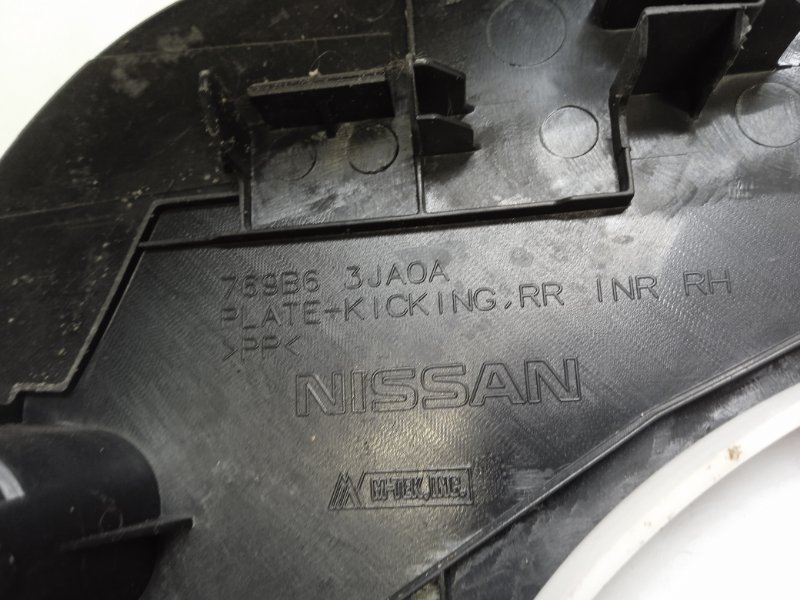 769B6 3JA0A
PLATE-KICKING,RR INR RH
>PP<
NISSAN
M-TEK, INC.